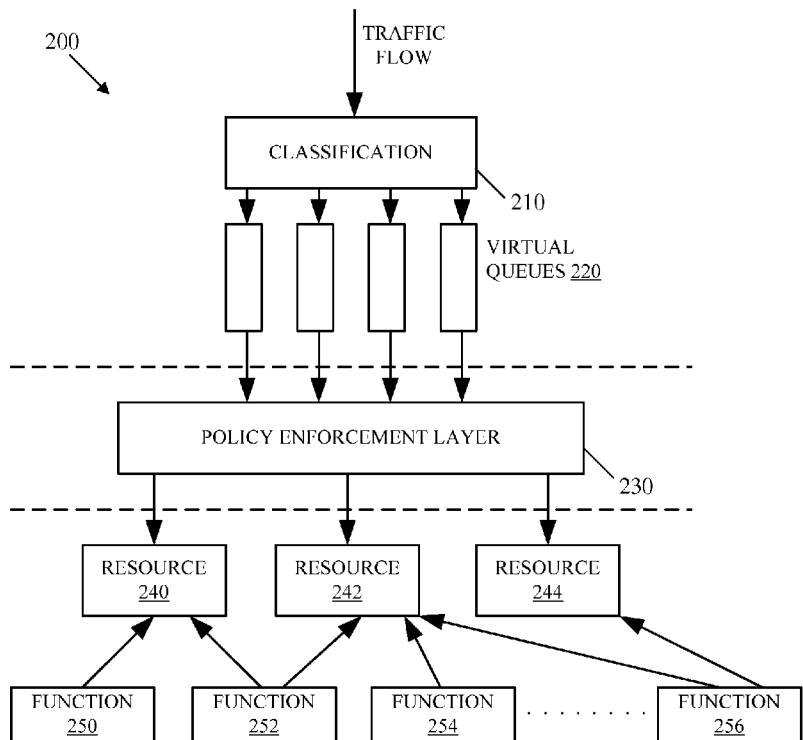 200
TRAFFIC
FLOW
CLASSIFICATION
210
VIRTUAL
QUEUES 220
POLICY ENFORCEMENT LAYER
230
RESOURCE
240
RESOURCE
242
RESOURCE
244
FUNCTION
250
FUNCTION
252
FUNCTION
254
. . . . . . . . .
FUNCTION
256